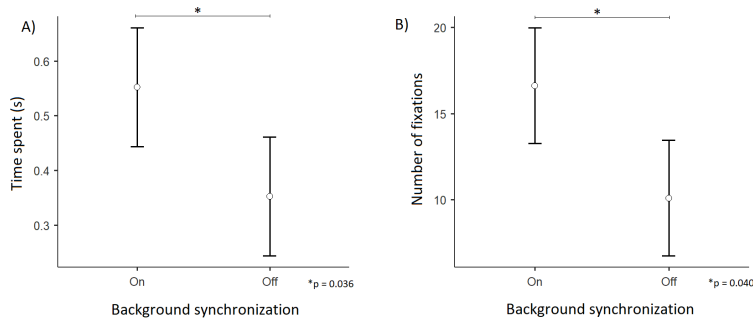 A)
*
0.6
0.5
0.4
0.3
Time spent (s)
On
Off
*p = 0.036
Background synchronization
B)
*
20
15
10
Number of fixations
On
Off
*p = 0.040
Background synchronization